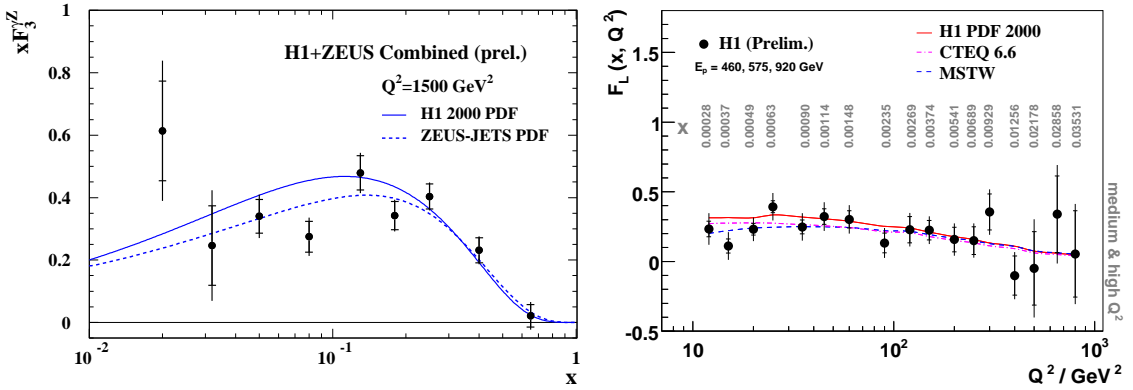 xF₃^γZ
H1+ZEUS Combined (prel.)
Q²=1500 GeV²
H1 2000 PDF
ZEUS-JETS PDF
1
0.8
0.6
0.4
0.2
0
10⁻²
10⁻¹
1
x
F_L (x, Q²)
H1 (Prelim.)
E_p = 460, 575, 920 GeV
H1 PDF 2000
CTEQ 6.6
MSTW
1.5
1
0.5
0
-0.5
x
0.00028
0.00037
0.00049
0.00063
0.00090
0.00114
0.00148
0.00235
0.00269
0.00374
0.00541
0.00689
0.00929
0.01256
0.02178
0.02858
0.03531
medium & high Q²
10
10²
10³
Q² / GeV²